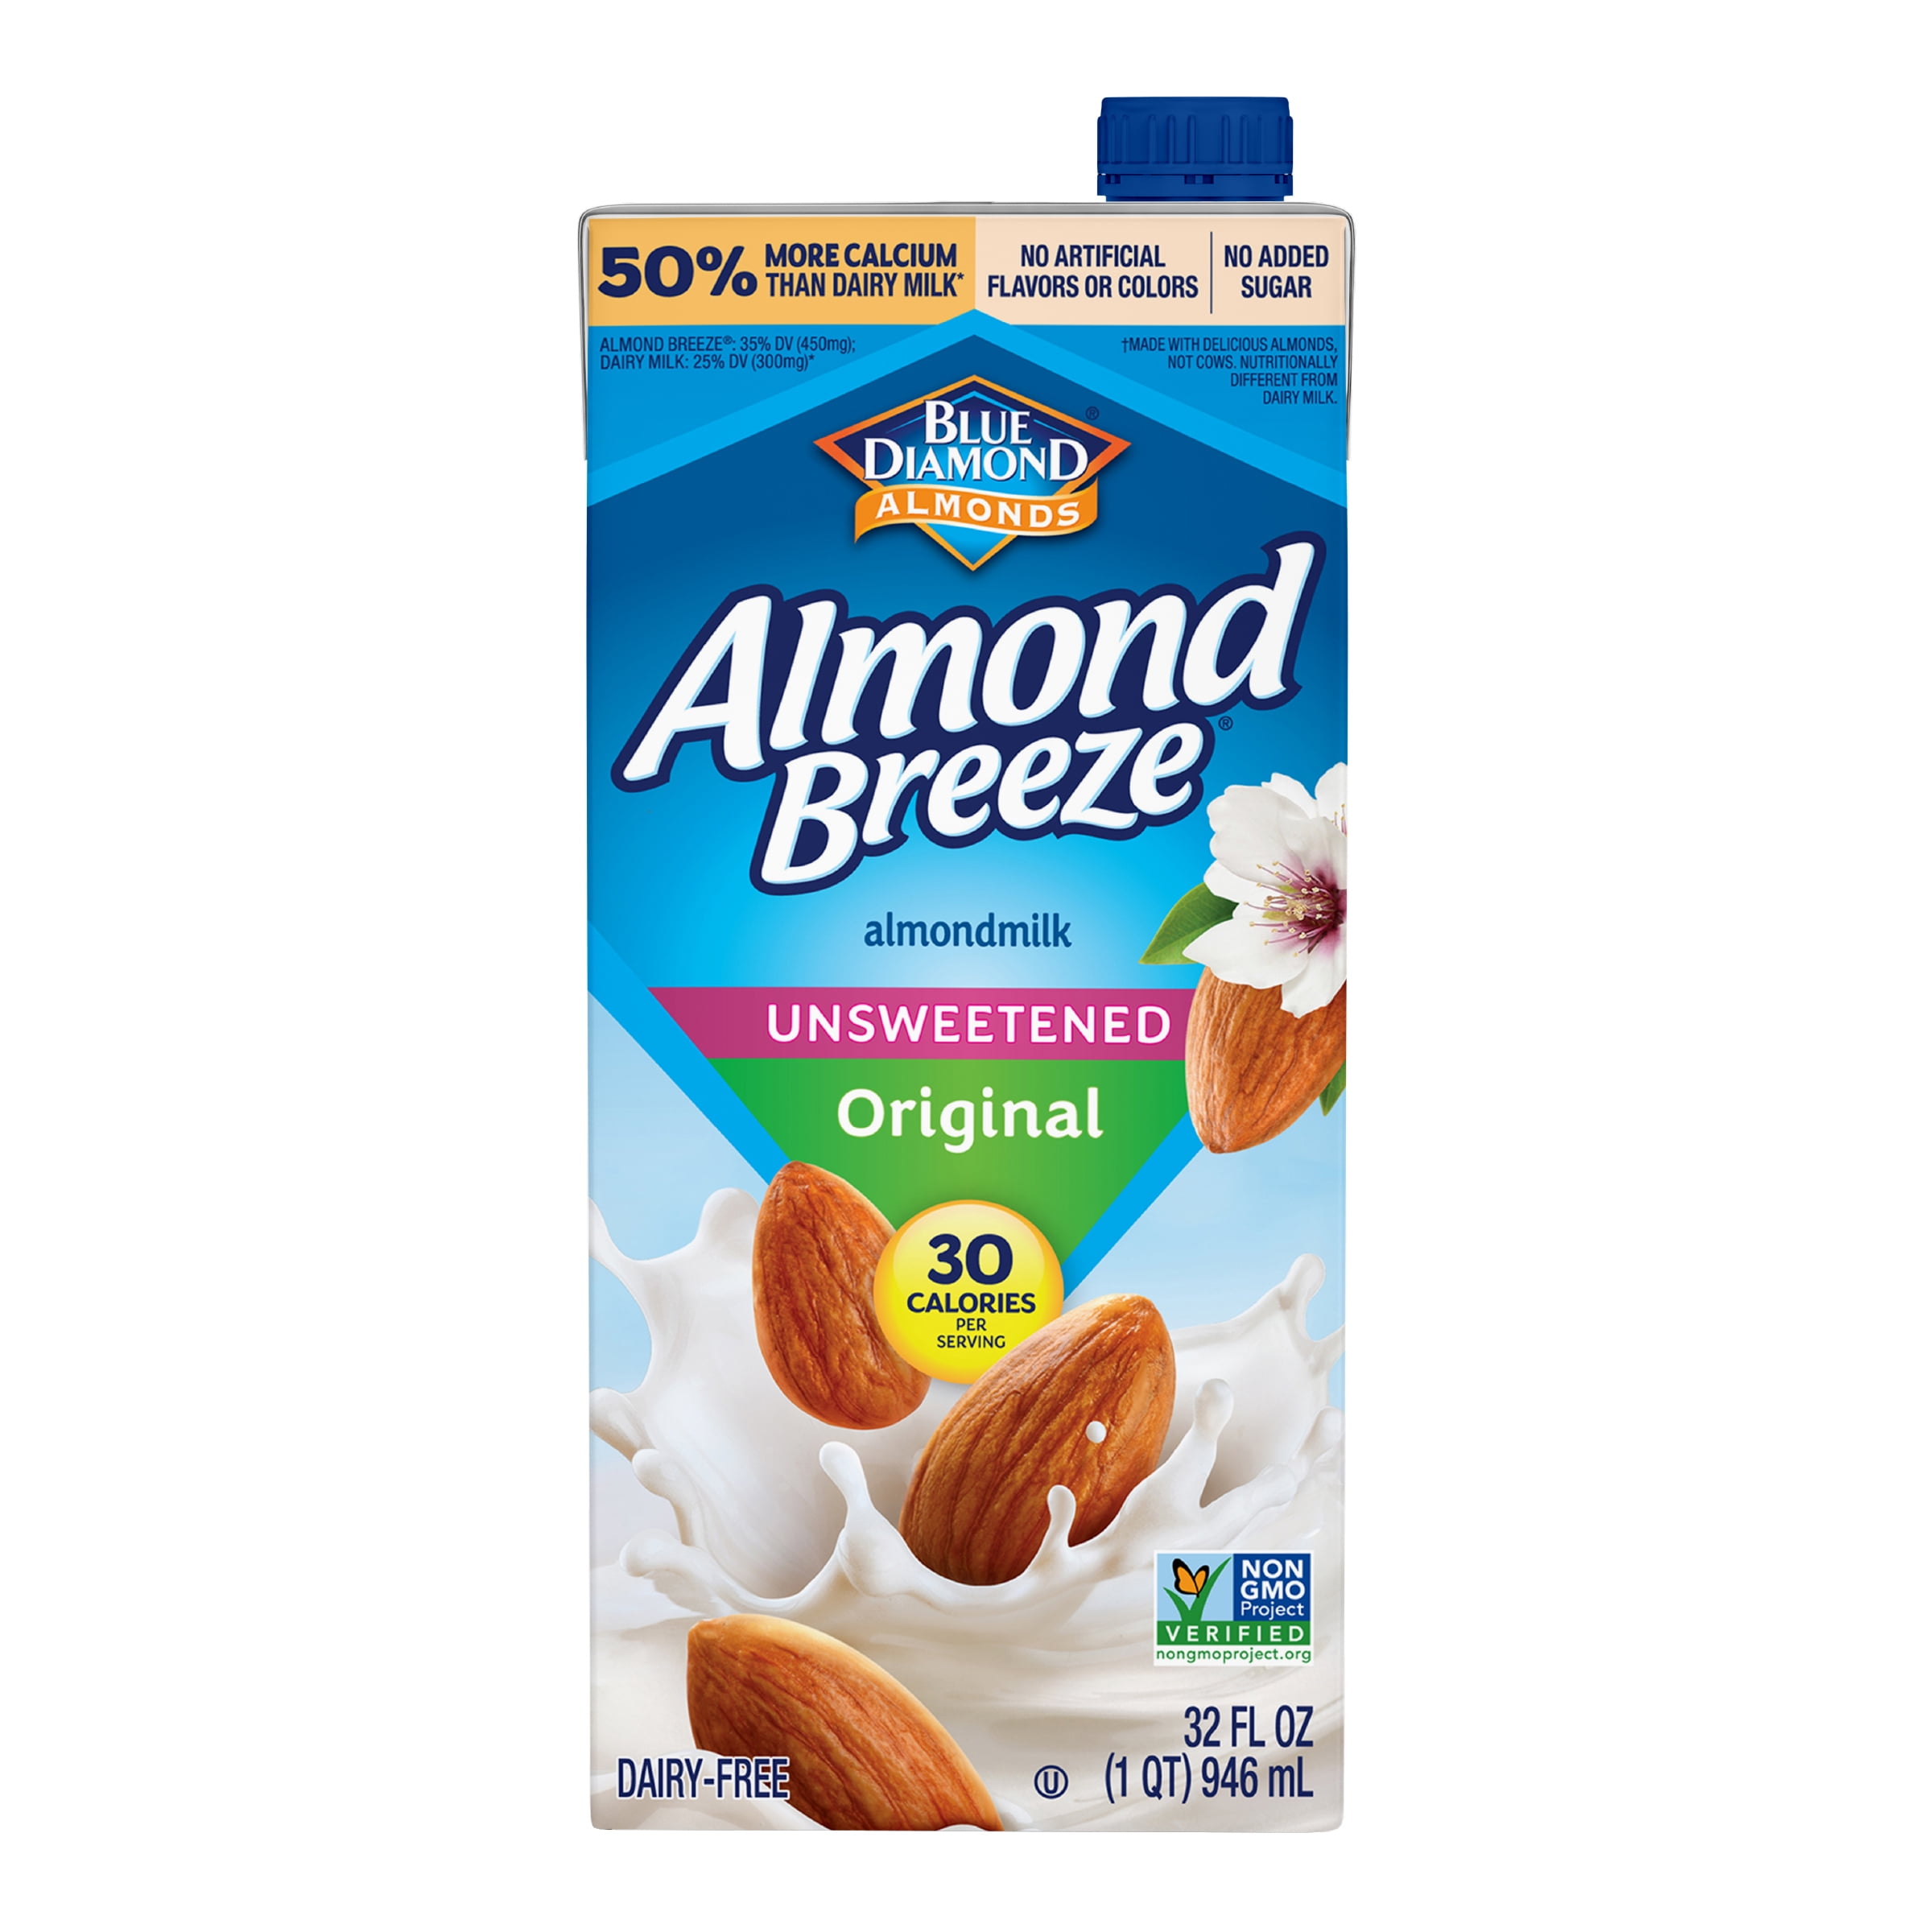 50% MORE CALCIUM
THAN DAIRY MILK*
NO ARTIFICIAL
FLAVORS OR COLORS
NO ADDED
SUGAR
ALMOND BREEZE®: 35% DV (450mg);
DAIRY MILK: 25% DV (300mg)*
†MADE WITH DELICIOUS ALMONDS,
NOT COWS. NUTRITIONALLY
DIFFERENT FROM
DAIRY MILK.
BLUE
DIAMOND®
ALMONDS
Almond
Breeze®
almondmilk
UNSWEETENED
Original
30
CALORIES
PER
SERVING
NON
GMO
Project
VERIFIED
nongmoproject.org
32 FL OZ
DAIRY-FREE
U
(1 QT) 946 mL